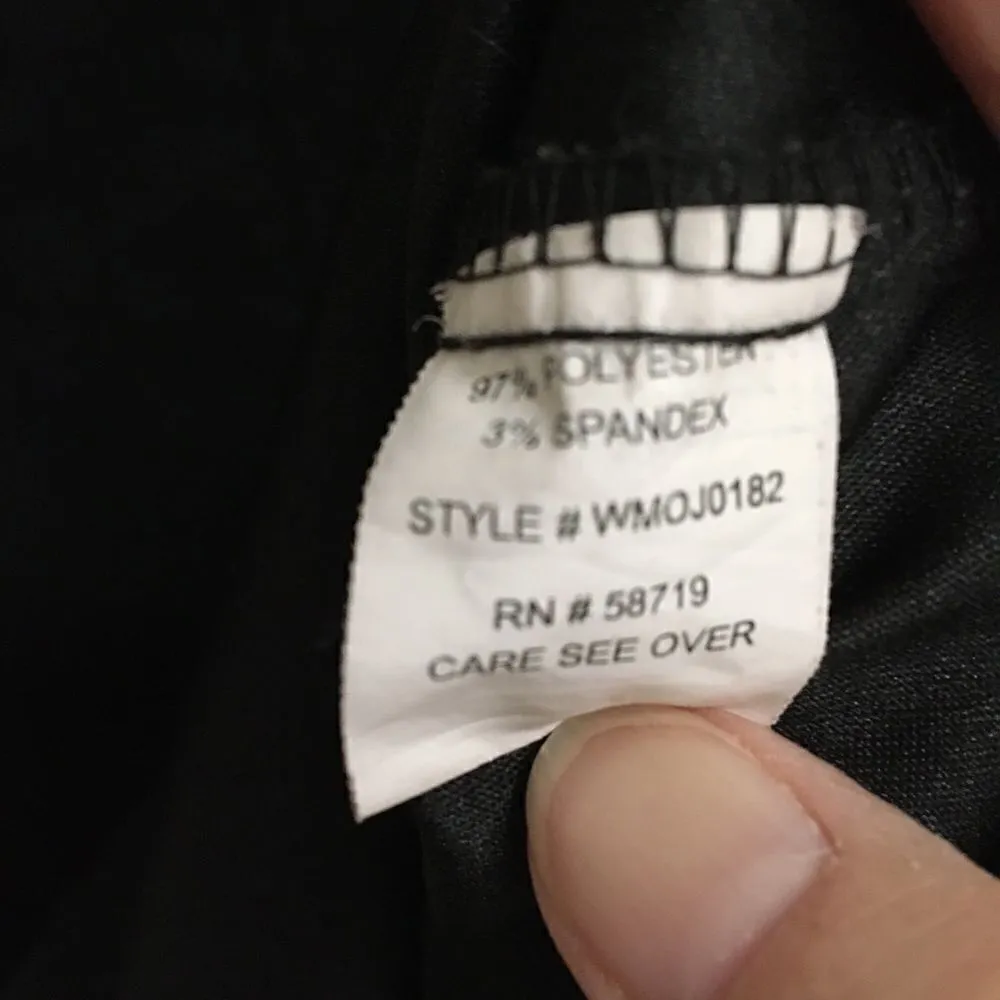 97% POLYESTER
3% SPANDEX
STYLE # WMOJ0182
RN # 58719
CARE SEE OVER